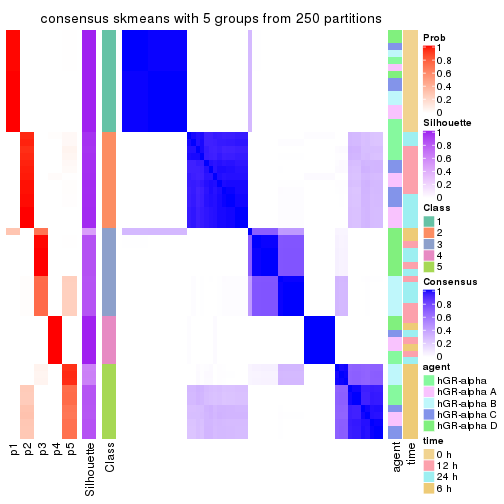 consensus skmeans with 5 groups from 250 partitions
Prob
1
0.8
0.6
0.4
0.2
0
Silhouette
1
0.8
0.6
0.4
0.2
0
Class
1
2
3
4
5
Consensus
1
0.8
0.6
0.4
0.2
0
agent
hGR-alpha
hGR-alpha A
hGR-alpha B
hGR-alpha C
hGR-alpha D
time
0 h
12 h
24 h
6 h
p1
p2
p3
p4
p5
Silhouette
Class
agent
time